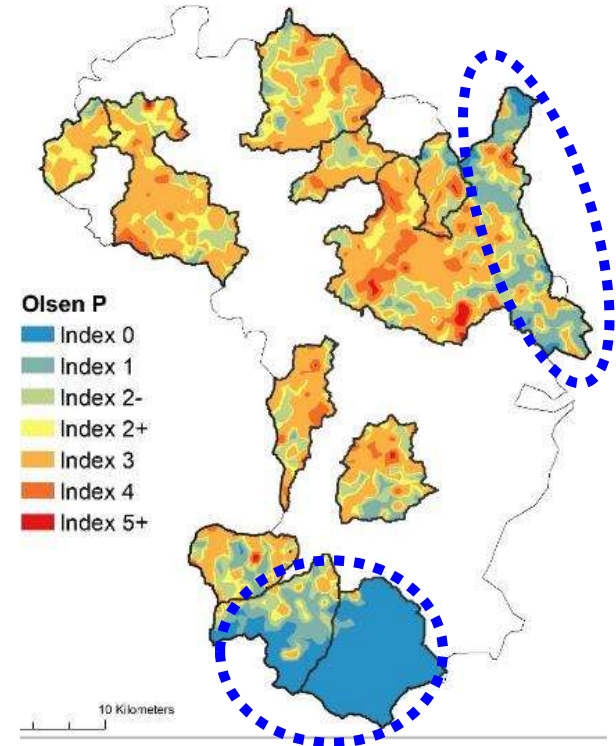 Olsen P
Index 0
Index 1
Index 2-
Index 2+
Index 3
Index 4
Index 5+
10 Kilometers